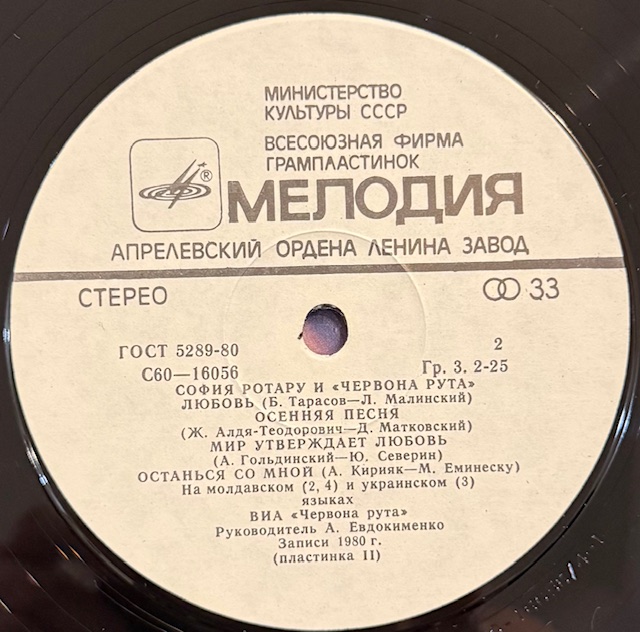 МИНИСТЕРСТВО
КУЛЬТУРЫ СССР
ВСЕСОЮЗНАЯ ФИРМА
ГРАМПЛАСТИНОК
®
МЕЛОДИЯ
АПРЕЛЕВСКИЙ ОРДЕНА ЛЕНИНА ЗАВОД
СТЕРЕО
33
ГОСТ 5289-80
2
С60—16056
Гр. 3, 2-25
СОФИЯ РОТАРУ И «ЧЕРВОНА РУТА»
ЛЮБОВЬ (Б. Тарасов—Л. Малинский)
ОСЕННЯЯ ПЕСНЯ
(Ж. Алдя-Теодорович—Д. Матковский)
МИР УТВЕРЖДАЕТ ЛЮБОВЬ
(А. Гольдинский—Ю. Северин)
ОСТАНЬСЯ СО МНОЙ (А. Кирияк—М. Еминеску)
На молдавском (2, 4) и украинском (3)
языках
ВИА «Червона рута»
Руководитель А. Евдокименко
Записи 1980 г.
(пластинка II)